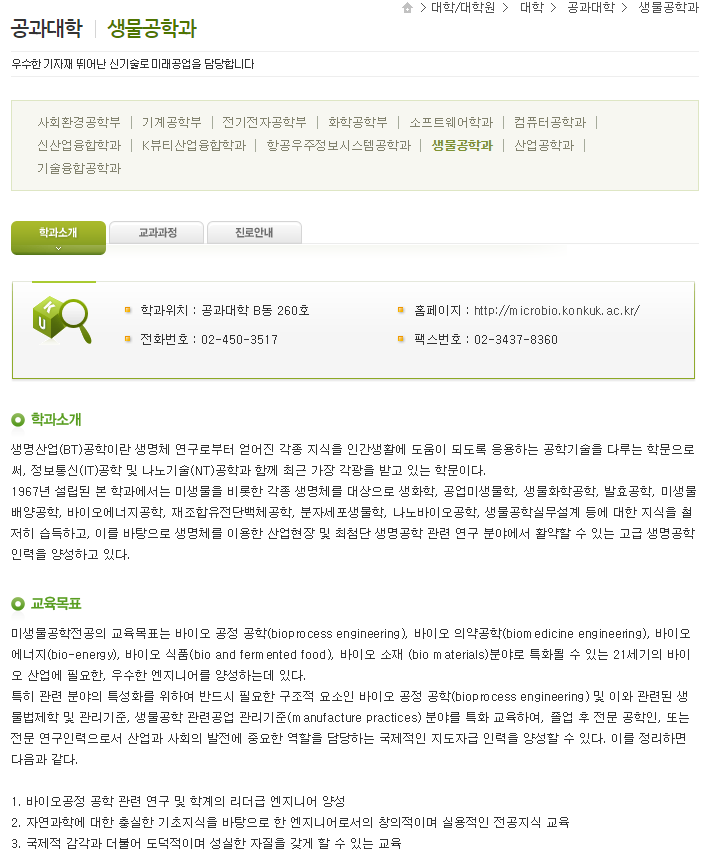 > 대학/대학원 > 대학 > 공과대학 > 생물공학과
공과대학 | 생물공학과
우수한 기자재 뛰어난 신기술로 미래공업을 담당합니다
사회환경공학부 | 기계공학부 | 전기전자공학부 | 화학공학부 | 소프트웨어학과 | 컴퓨터공학과 |
신산업융합학과 | K뷰티산업융합학과 | 항공우주정보시스템공학과 | 생물공학과 | 산업공학과 |
기술융합공학과
학과소개 교과과정 진로안내
KU
학과위치 : 공과대학 B동 260호 홈페이지 : http://microbio.konkuk.ac.kr/
전화번호 : 02-450-3517 팩스번호 : 02-3437-8360
학과소개
생명산업(BT)공학이란 생명체 연구로부터 얻어진 각종 지식을 인간생활에 도움이 되도록 응용하는 공학기술을 다루는 학문으로
써, 정보통신(IT)공학 및 나노기술(NT)공학과 함께 최근 가장 각광을 받고 있는 학문이다.
1967년 설립된 본 학과에서는 미생물을 비롯한 각종 생명체를 대상으로 생화학, 공업미생물학, 생물화학공학, 발효공학, 미생물
배양공학, 바이오에너지공학, 재조합유전단백체공학, 분자세포생물학, 나노바이오공학, 생물공학실무설계 등에 대한 지식을 철
저히 습득하고, 이를 바탕으로 생명체를 이용한 산업현장 및 최첨단 생명공학 관련 연구 분야에서 활약할 수 있는 고급 생명공학
인력을 양성하고 있다.
교육목표
미생물공학전공의 교육목표는 바이오 공정 공학(bioprocess engineering), 바이오 의약공학(biomedicine engineering), 바이오
에너지(bio-energy), 바이오 식품(bio and fermented food), 바이오 소재 (bio materials)분야로 특화될 수 있는 21세기의 바이
오 산업에 필요한, 우수한 엔지니어를 양성하는데 있다.
특히 관련 분야의 특성화를 위하여 반드시 필요한 구조적 요소인 바이오 공정 공학(bioprocess engineering) 및 이와 관련된 생
물법제학 및 관리기준, 생물공학 관련공업 관리기준(manufacture practices) 분야를 특화 교육하여, 졸업 후 전문 공학인, 또는
전문 연구인력으로서 산업과 사회의 발전에 중요한 역할을 담당하는 국제적인 지도자급 인력을 양성할 수 있다. 이를 정리하면
다음과 같다.
1. 바이오공정 공학 관련 연구 및 학계의 리더급 엔지니어 양성
2. 자연과학에 대한 충실한 기초지식을 바탕으로 한 엔지니어로서의 창의적이며 실용적인 전공지식 교육
3. 국제적 감각과 더불어 도덕적이며 성실한 자질을 갖게 할 수 있는 교육